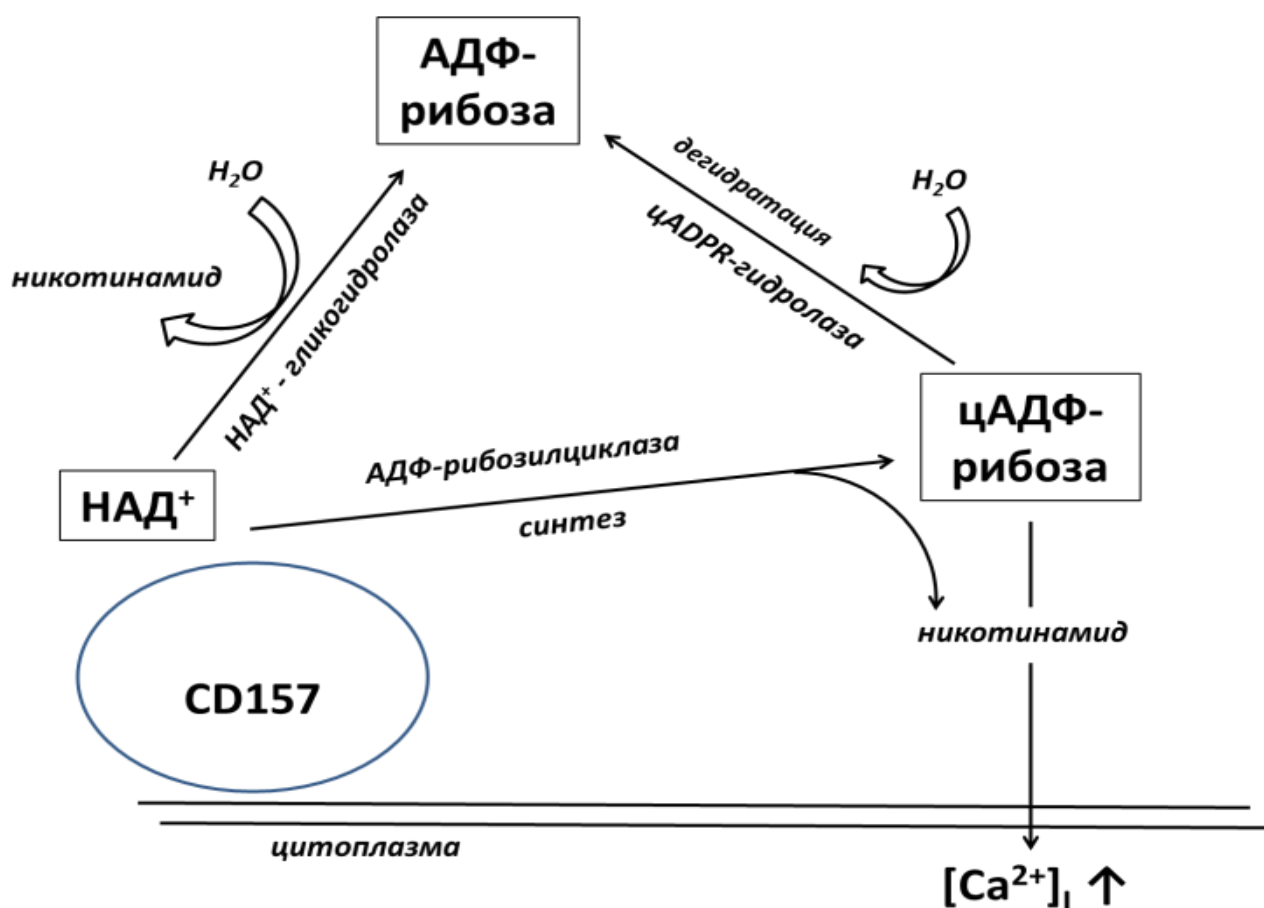 АДФ-
рибоза
H₂O
никотинамид
НАД⁺ - гликогидролаза
дегидратация
цADPR-гидролаза
H₂O
цАДФ-
рибоза
НАД⁺
АДФ-рибозилциклаза
синтез
никотинамид
CD157
цитоплазма
[Ca²⁺]ᵢ ↑